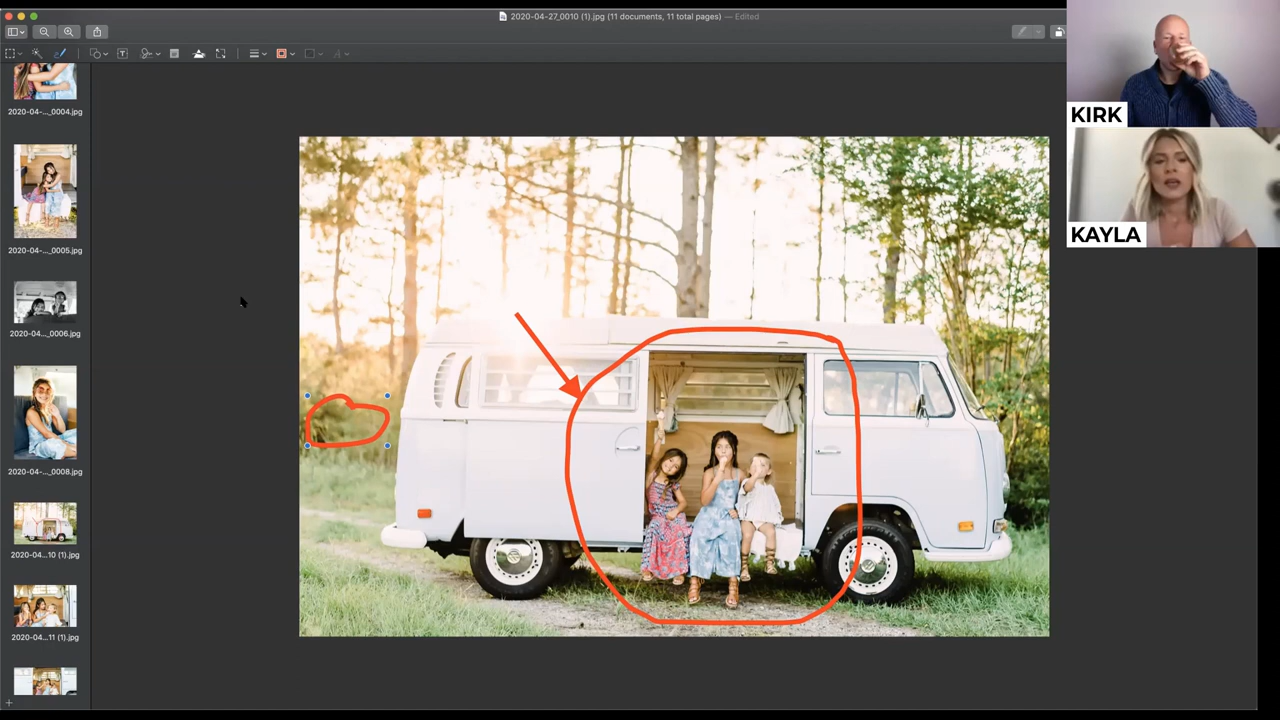 2020-04-27_0010 (1).jpg (11 documents, 11 total pages) — Edited
KIRK
KAYLA
2020-04-..._0004.jpg
2020-04-..._0005.jpg
2020-04..._0006.jpg
2020-04-..._0008.jpg
2020-04...10 (1).jpg
2020-04...11 (1).jpg